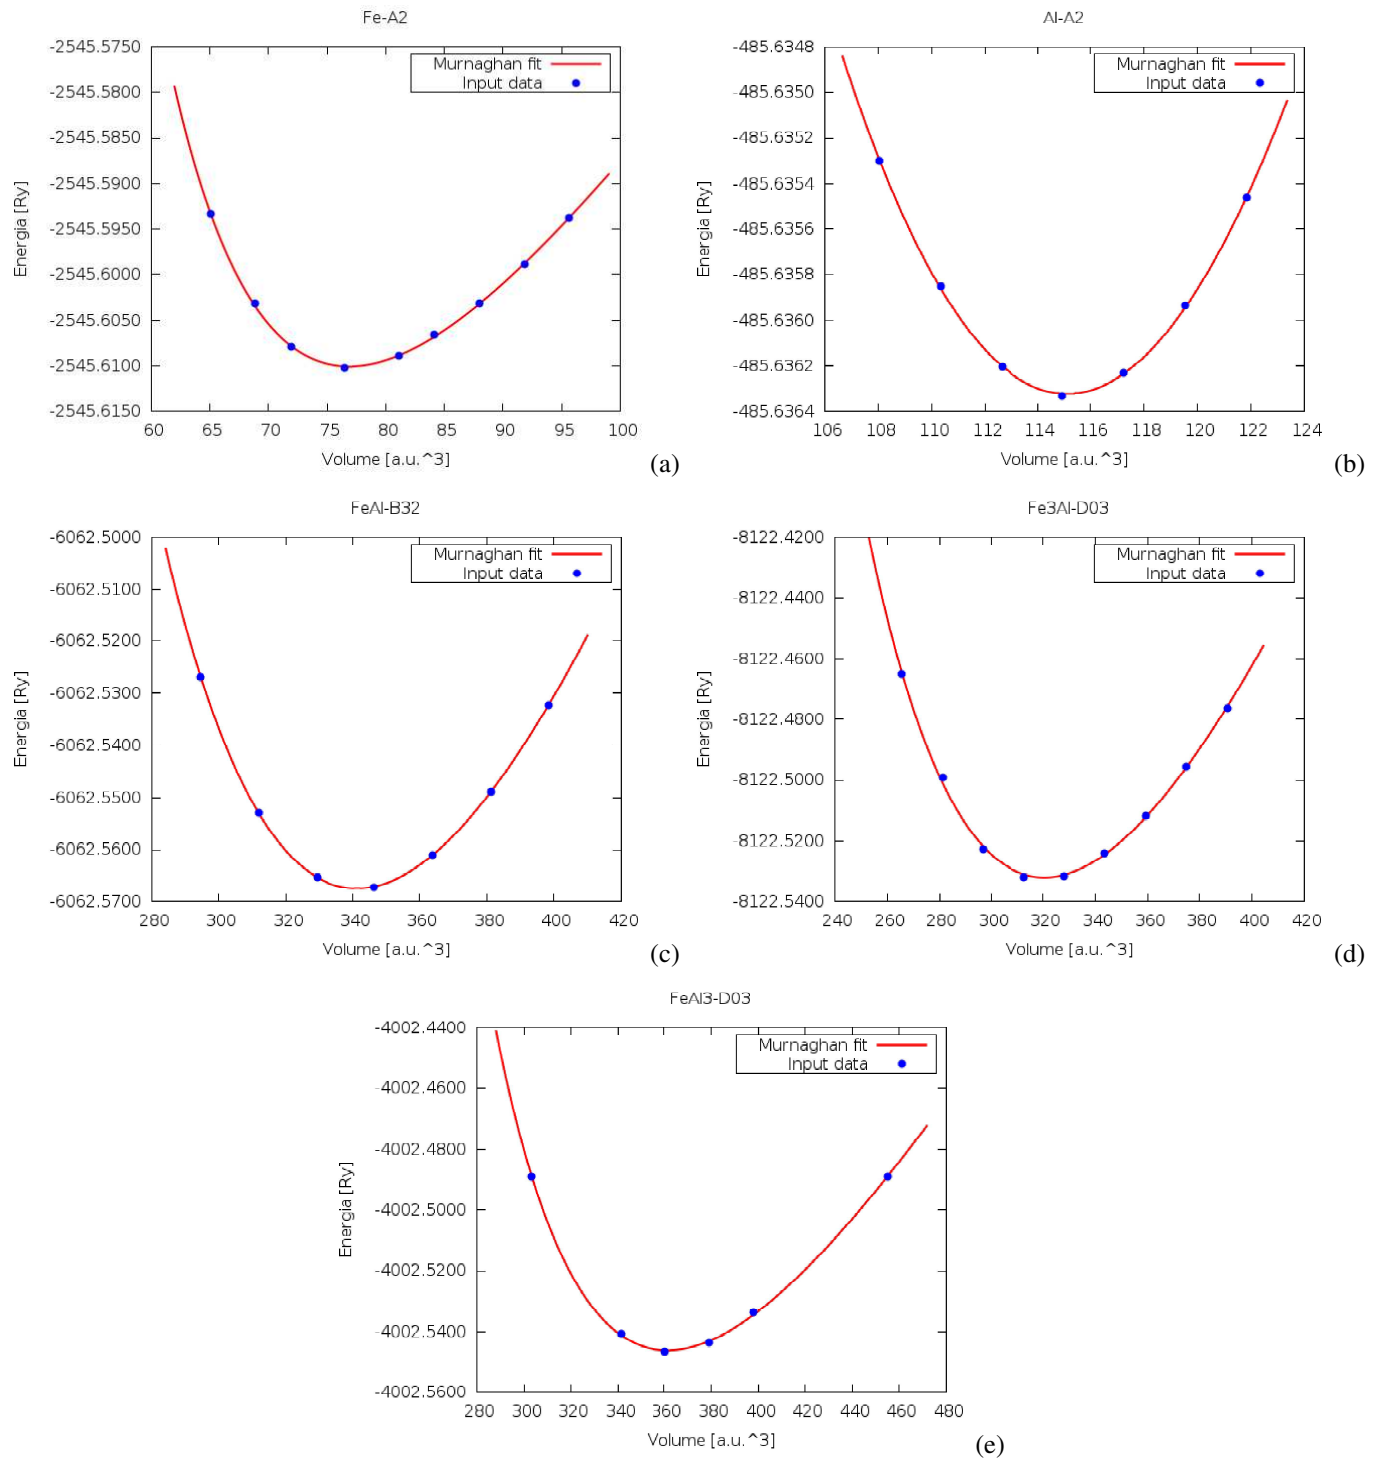 Fe-A2
-2545.5750
-2545.5800
-2545.5850
-2545.5900
-2545.5950
-2545.6000
-2545.6050
-2545.6100
-2545.6150
Energia [Ry]
Murnaghan fit
Input data
60 65 70 75 80 85 90 95 100
Volume [a.u.^3]
(a)
Al-A2
-485.6348
-485.6350
-485.6352
-485.6354
-485.6356
-485.6358
-485.6360
-485.6362
-485.6364
Energia [Ry]
Murnaghan fit
Input data
106 108 110 112 114 116 118 120 122 124
Volume [a.u.^3]
(b)
FeAl-B32
-6062.5000
-6062.5100
-6062.5200
-6062.5300
-6062.5400
-6062.5500
-6062.5600
-6062.5700
Energia [Ry]
Murnaghan fit
Input data
280 300 320 340 360 380 400 420
Volume [a.u.^3]
(c)
Fe3Al-D03
-8122.4200
-8122.4400
-8122.4600
-8122.4800
-8122.5000
-8122.5200
-8122.5400
Energia [Ry]
Murnaghan fit
Input data
240 260 280 300 320 340 360 380 400 420
Volume [a.u.^3]
(d)
FeAl3-D03
-4002.4400
-4002.4600
-4002.4800
-4002.5000
-4002.5200
-4002.5400
-4002.5600
Energia [Ry]
Murnaghan fit
Input data
280 300 320 340 360 380 400 420 440 460 480
Volume [a.u.^3]
(e)